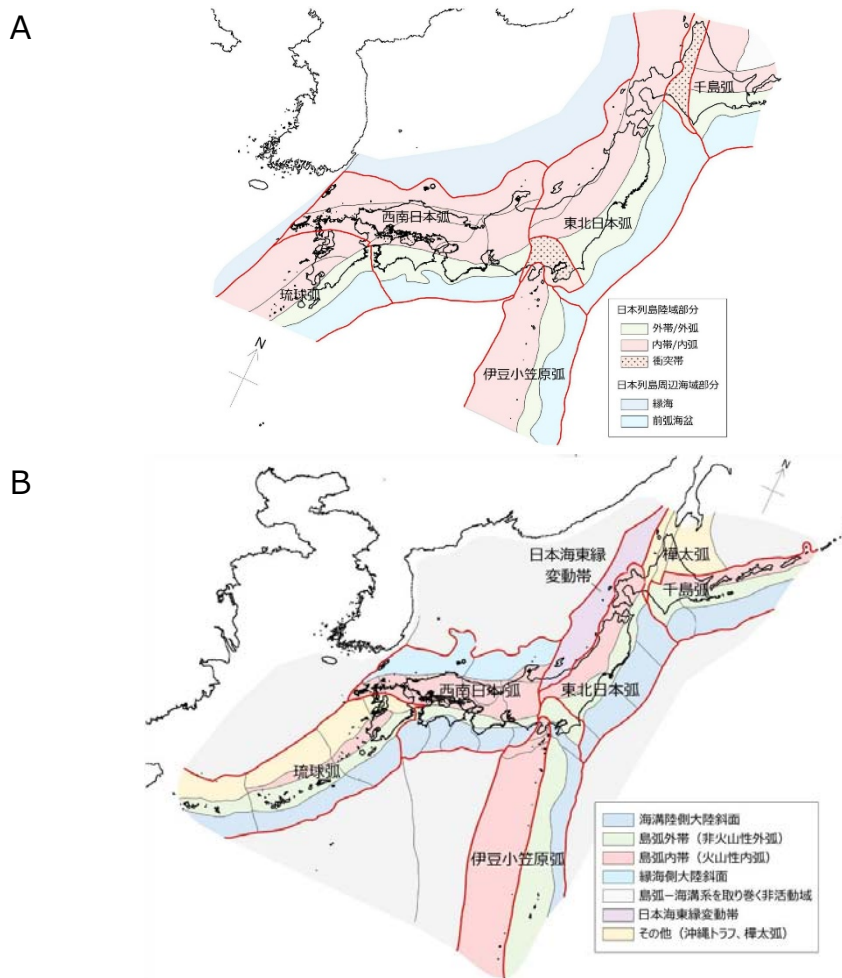 A
千島弧
西南日本弧
東北日本弧
琉球弧
伊豆小笠原弧
N
日本列島陸域部分
外帯/外弧
内帯/内弧
衝突帯
日本列島周辺海域部分
縁海
前弧海盆
B
N
日本海東縁
変動帯
樺太弧
千島弧
西南日本弧
東北日本弧
琉球弧
伊豆小笠原弧
海溝陸側大陸斜面
島弧外帯（非火山性外弧）
島弧内帯（火山性内弧）
縁海側大陸斜面
島弧－海溝系を取り巻く非活動域
日本海東縁変動帯
その他（沖縄トラフ、樺太弧）